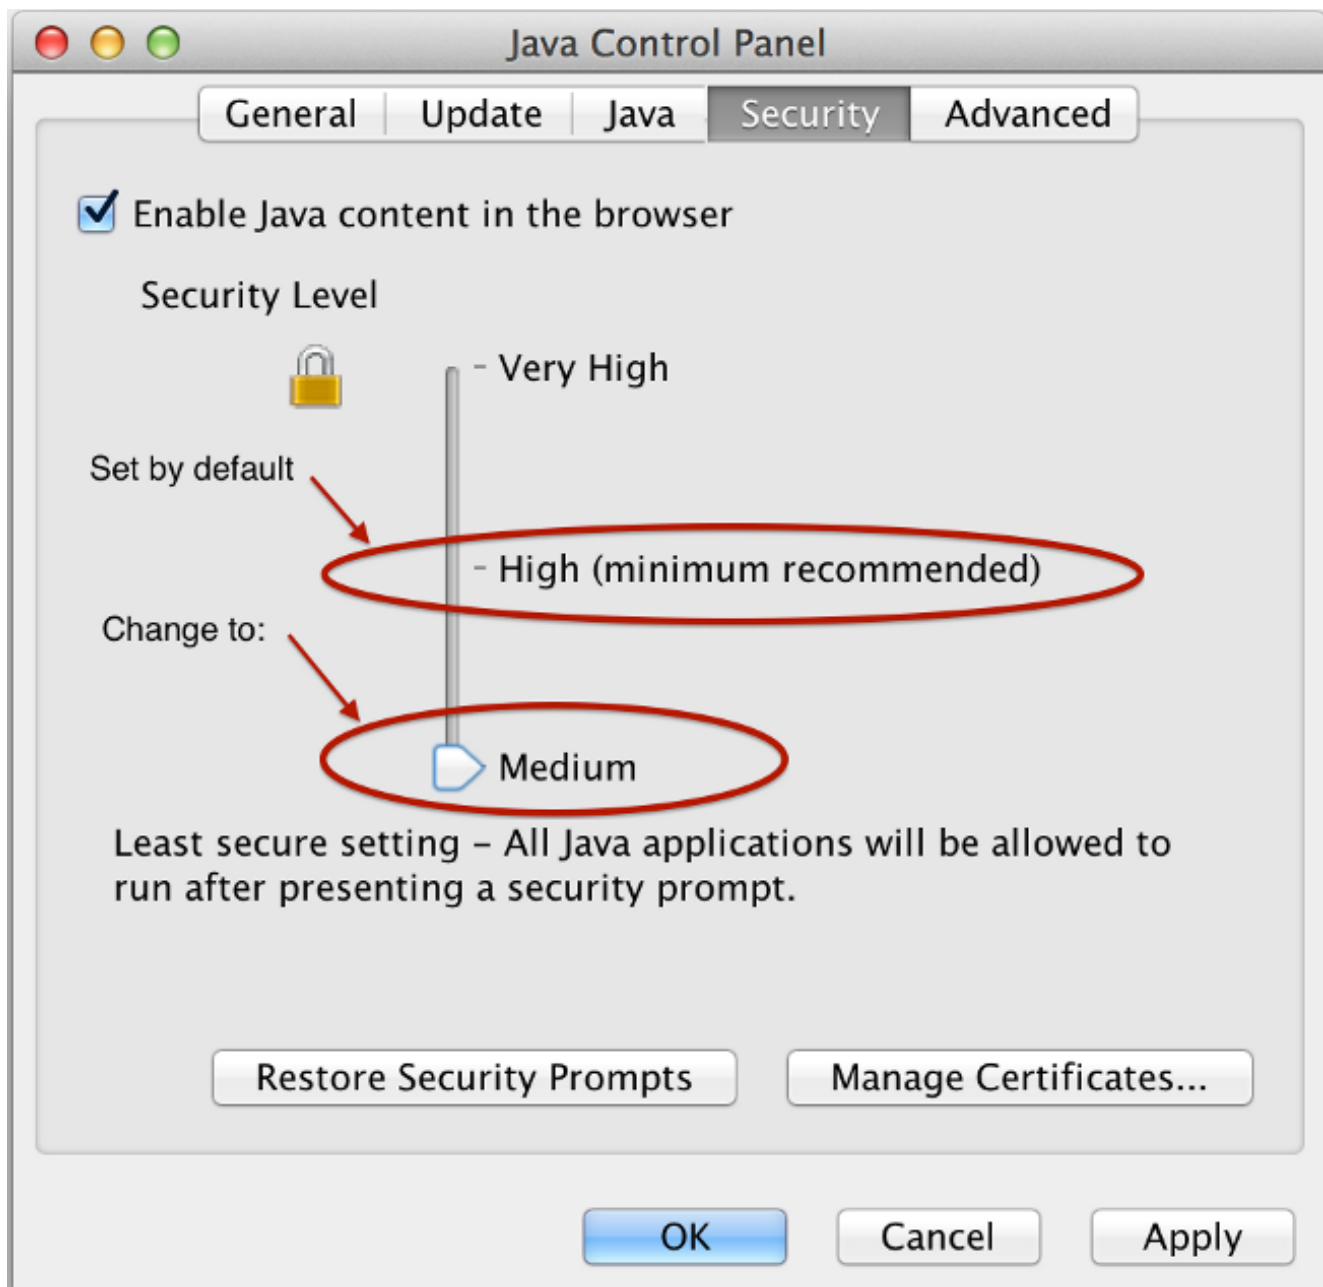 Java Control Panel
General Update Java Security Advanced
Enable Java content in the browser
Security Level
- Very High
Set by default
- High (minimum recommended)
Change to:
Medium
Least secure setting – All Java applications will be allowed to
run after presenting a security prompt.
Restore Security Prompts Manage Certificates...
OK Cancel Apply